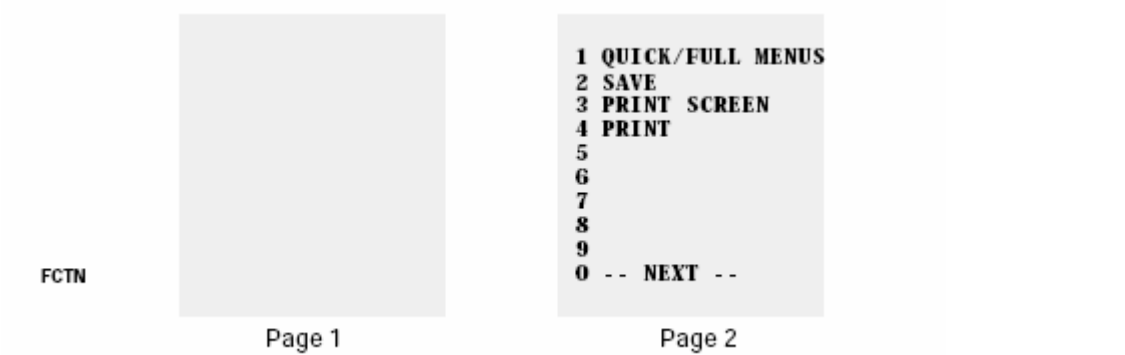 1 QUICK/FULL MENUS
2 SAVE
3 PRINT SCREEN
4 PRINT
5
6
7
8
9
0 -- NEXT --
FCTN
Page 1
Page 2